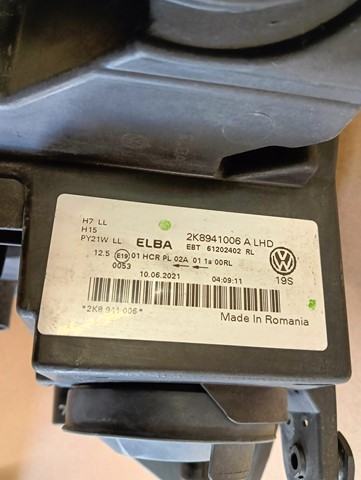 H7 LL
H15
PY21W LL
ELBA
2K8941006 A LHD
EBT 61202402 RL
12.5 E19 01 HCR PL 02A 01 1a 00RL
0053
10.06.2021
04:09:11
19S
*2K8 941 006*
Made in Romania